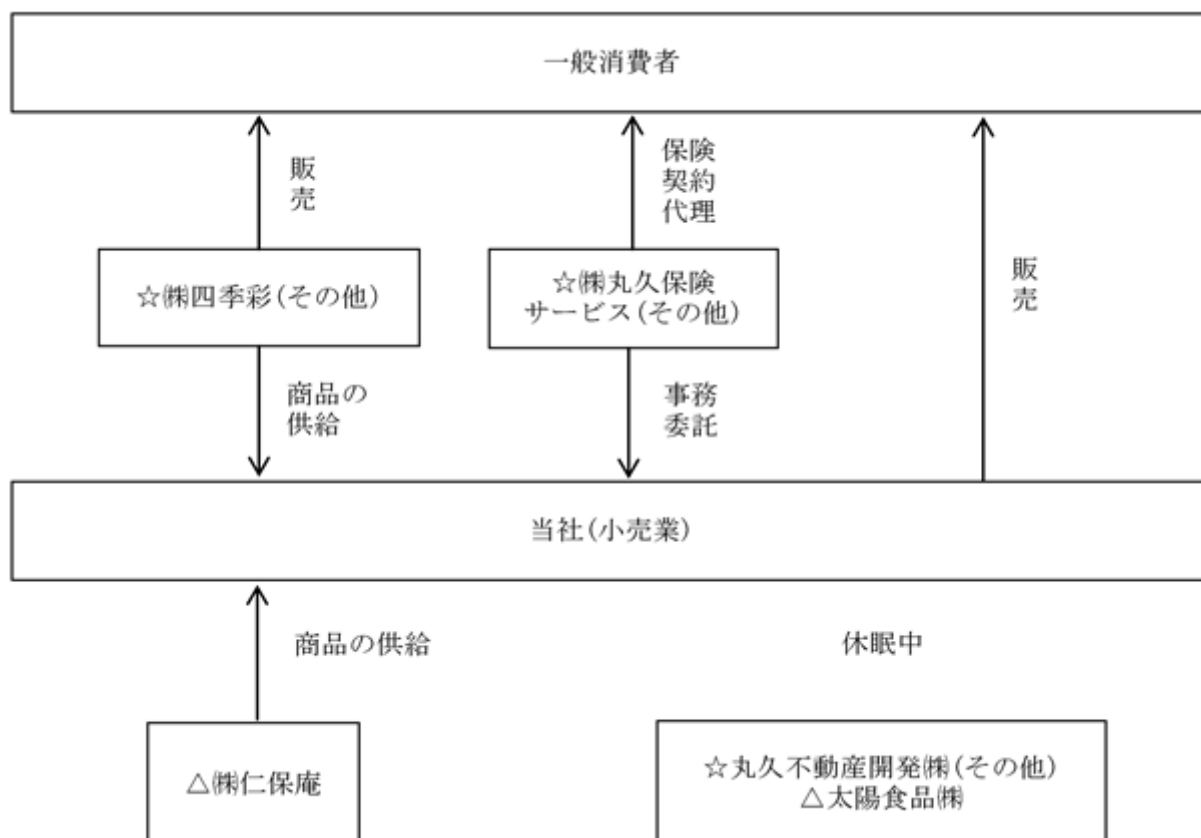 一般消費者
販
売
保険
契約
代理
販
売
☆㈱四季彩(その他)
☆㈱丸久保険
サービス(その他)
商品の
供給
事務
委託
当社(小売業)
商品の供給
休眠中
△㈱仁保庵
☆丸久不動産開発㈱(その他)
△太陽食品㈱